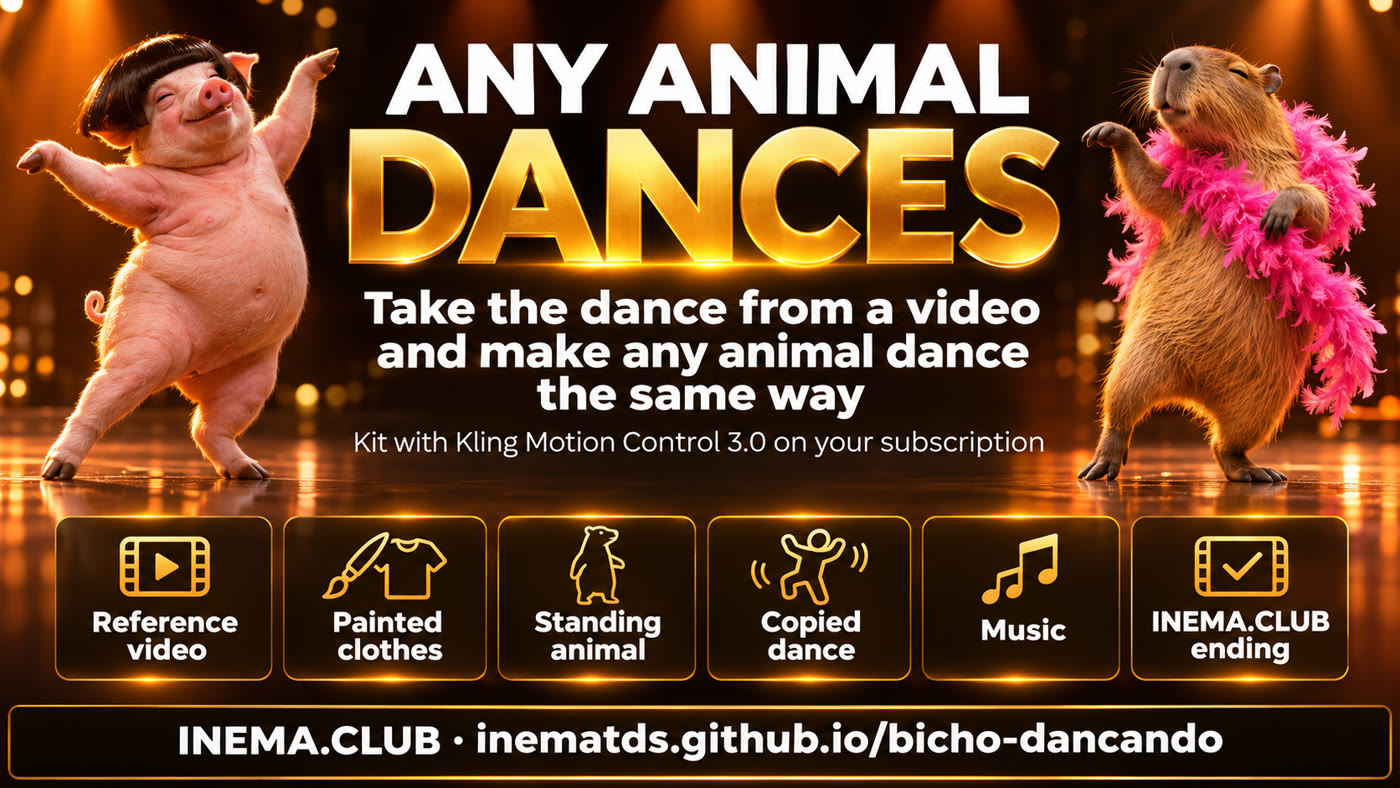 ANY ANIMAL
DANCES
Take the dance from a video
and make any animal dance
the same way
Kit with Kling Motion Control 3.0 on your subscription
Reference
video
Painted
clothes
Standing
animal
Copied
dance
Music
INEMA.CLUB
ending
INEMA.CLUB · inematds.github.io/bicho-dancando